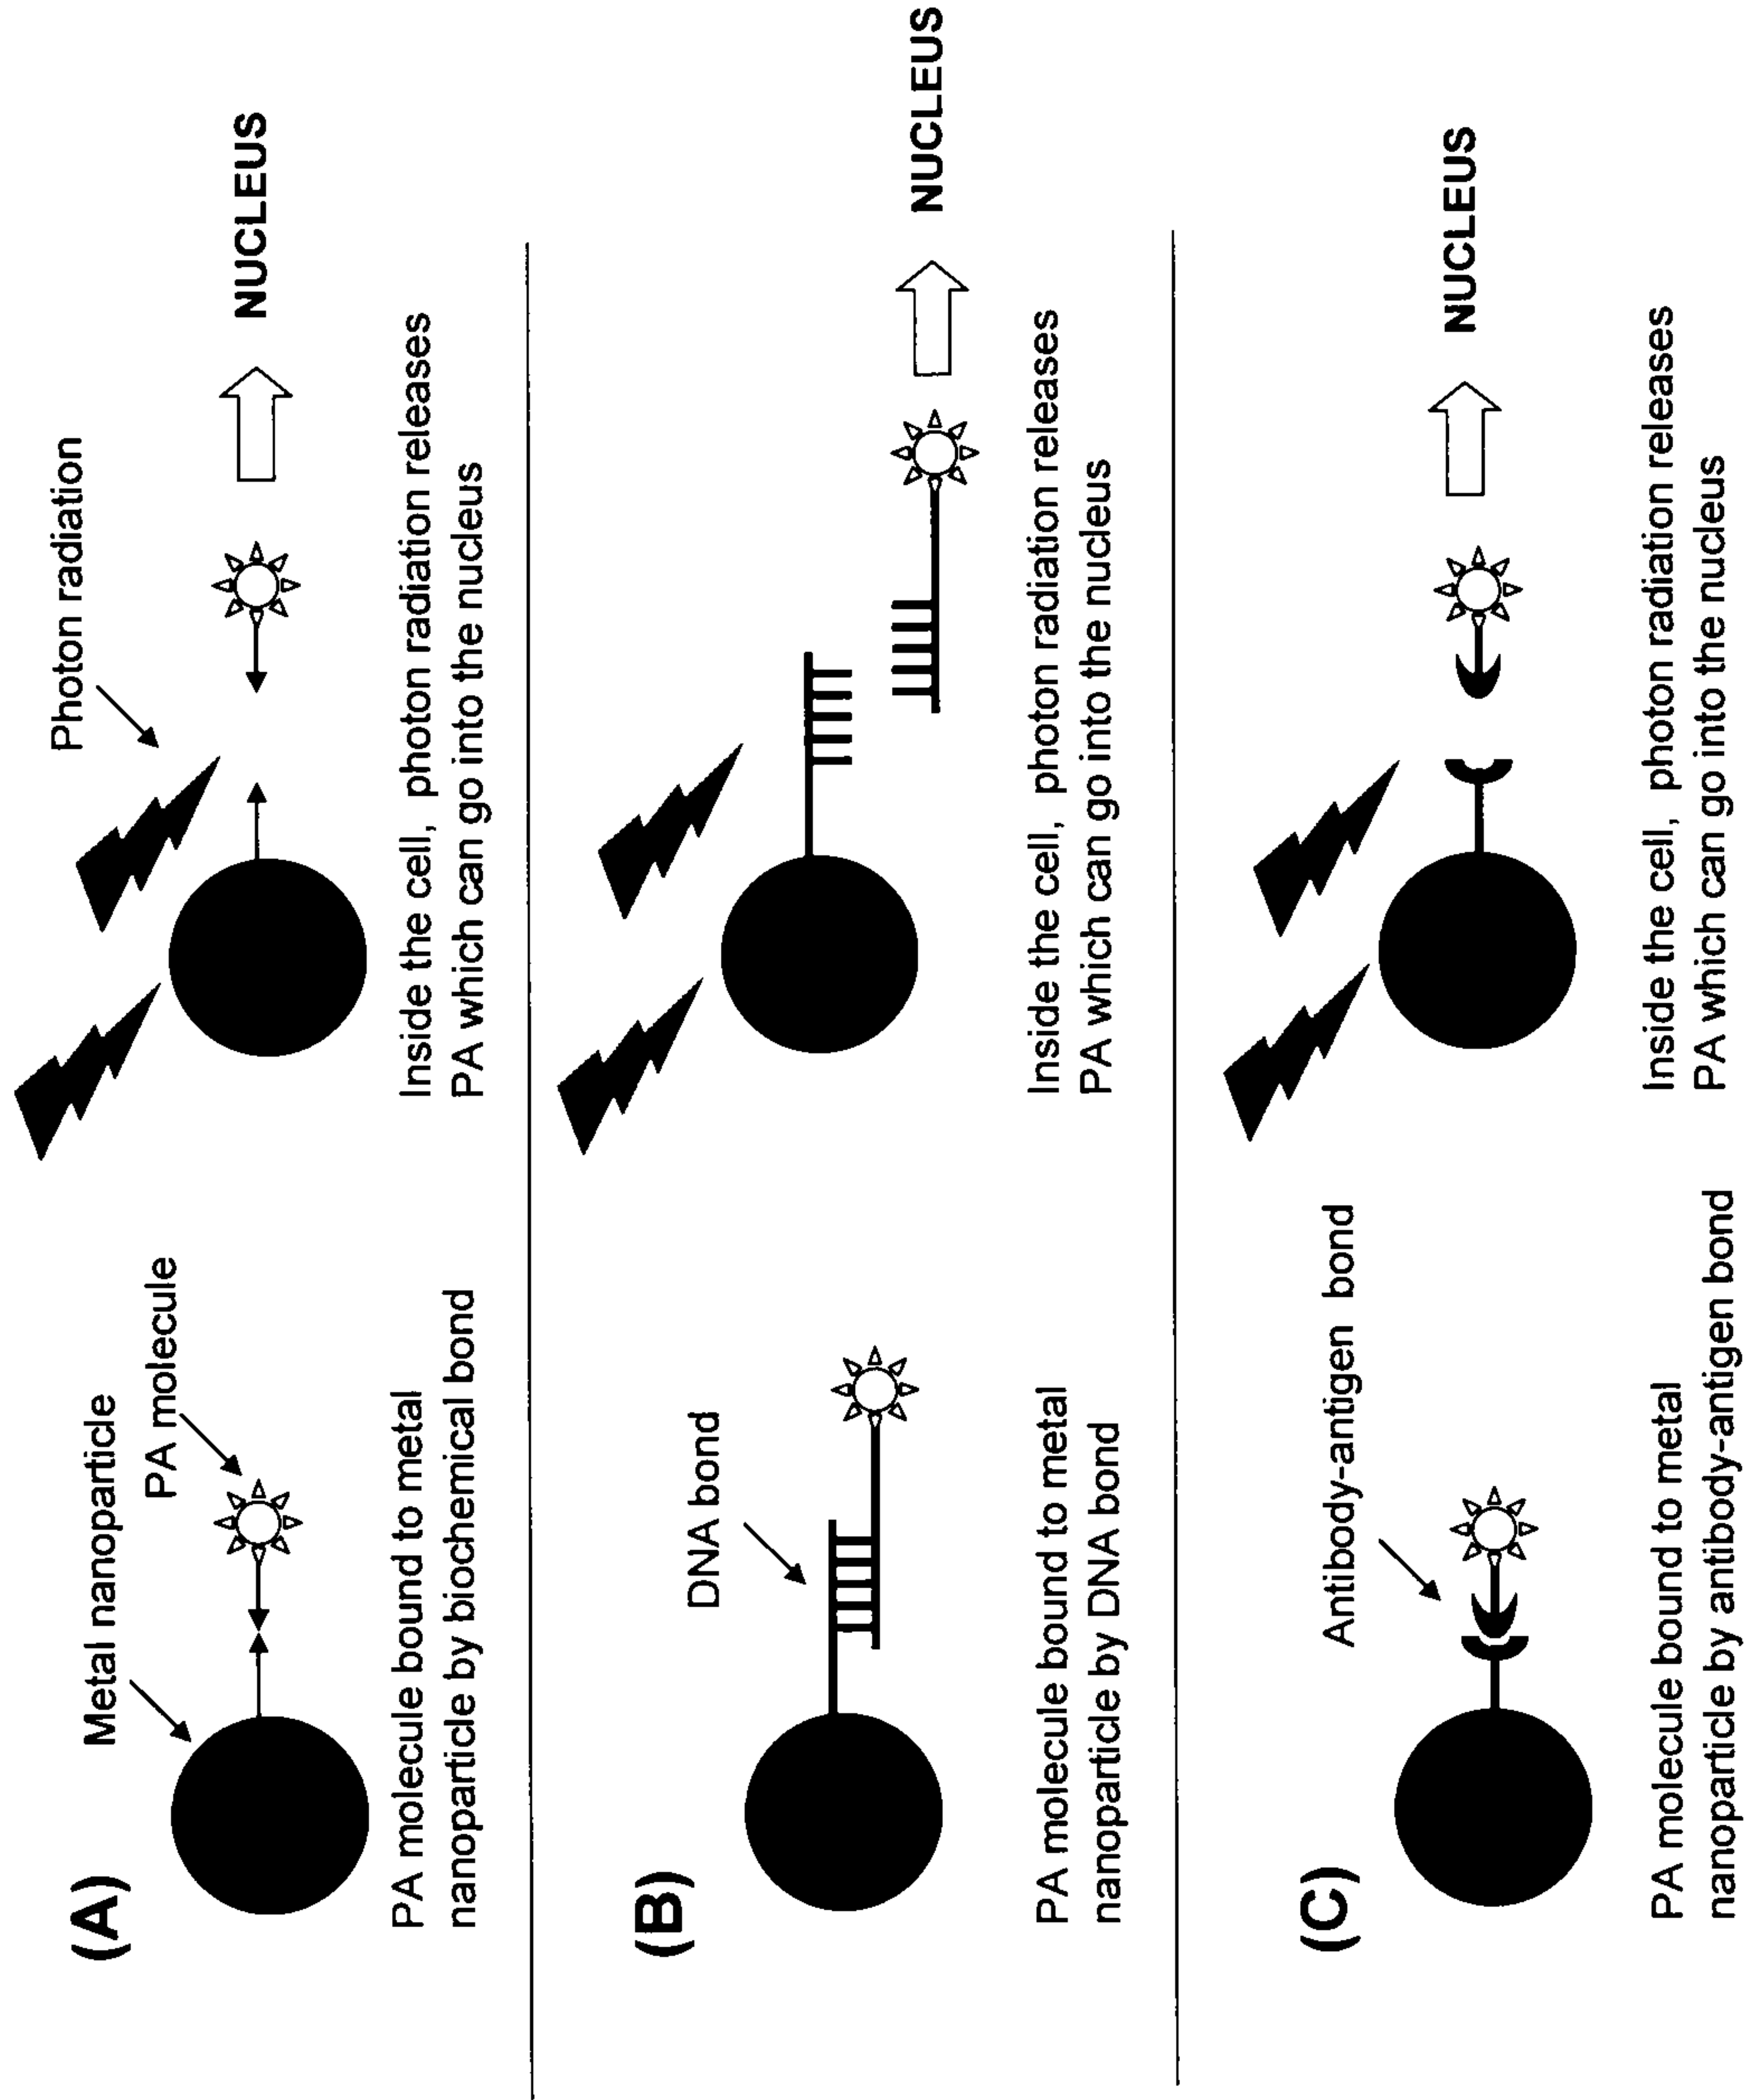 (A)
Metal nanoparticle
PA molecule
PA molecule bound to metal
nanoparticle by biochemical bond
Photon radiation
NUCLEUS
Inside the cell, photon radiation releases
PA which can go into the nucleus
(B)
DNA bond
PA molecule bound to metal
nanoparticle by DNA bond
NUCLEUS
Inside the cell, photon radiation releases
PA which can go into the nucleus
(C)
Antibody-antigen bond
PA molecule bound to metal
nanoparticle by antibody-antigen bond
NUCLEUS
Inside the cell, photon radiation releases
PA which can go into the nucleus